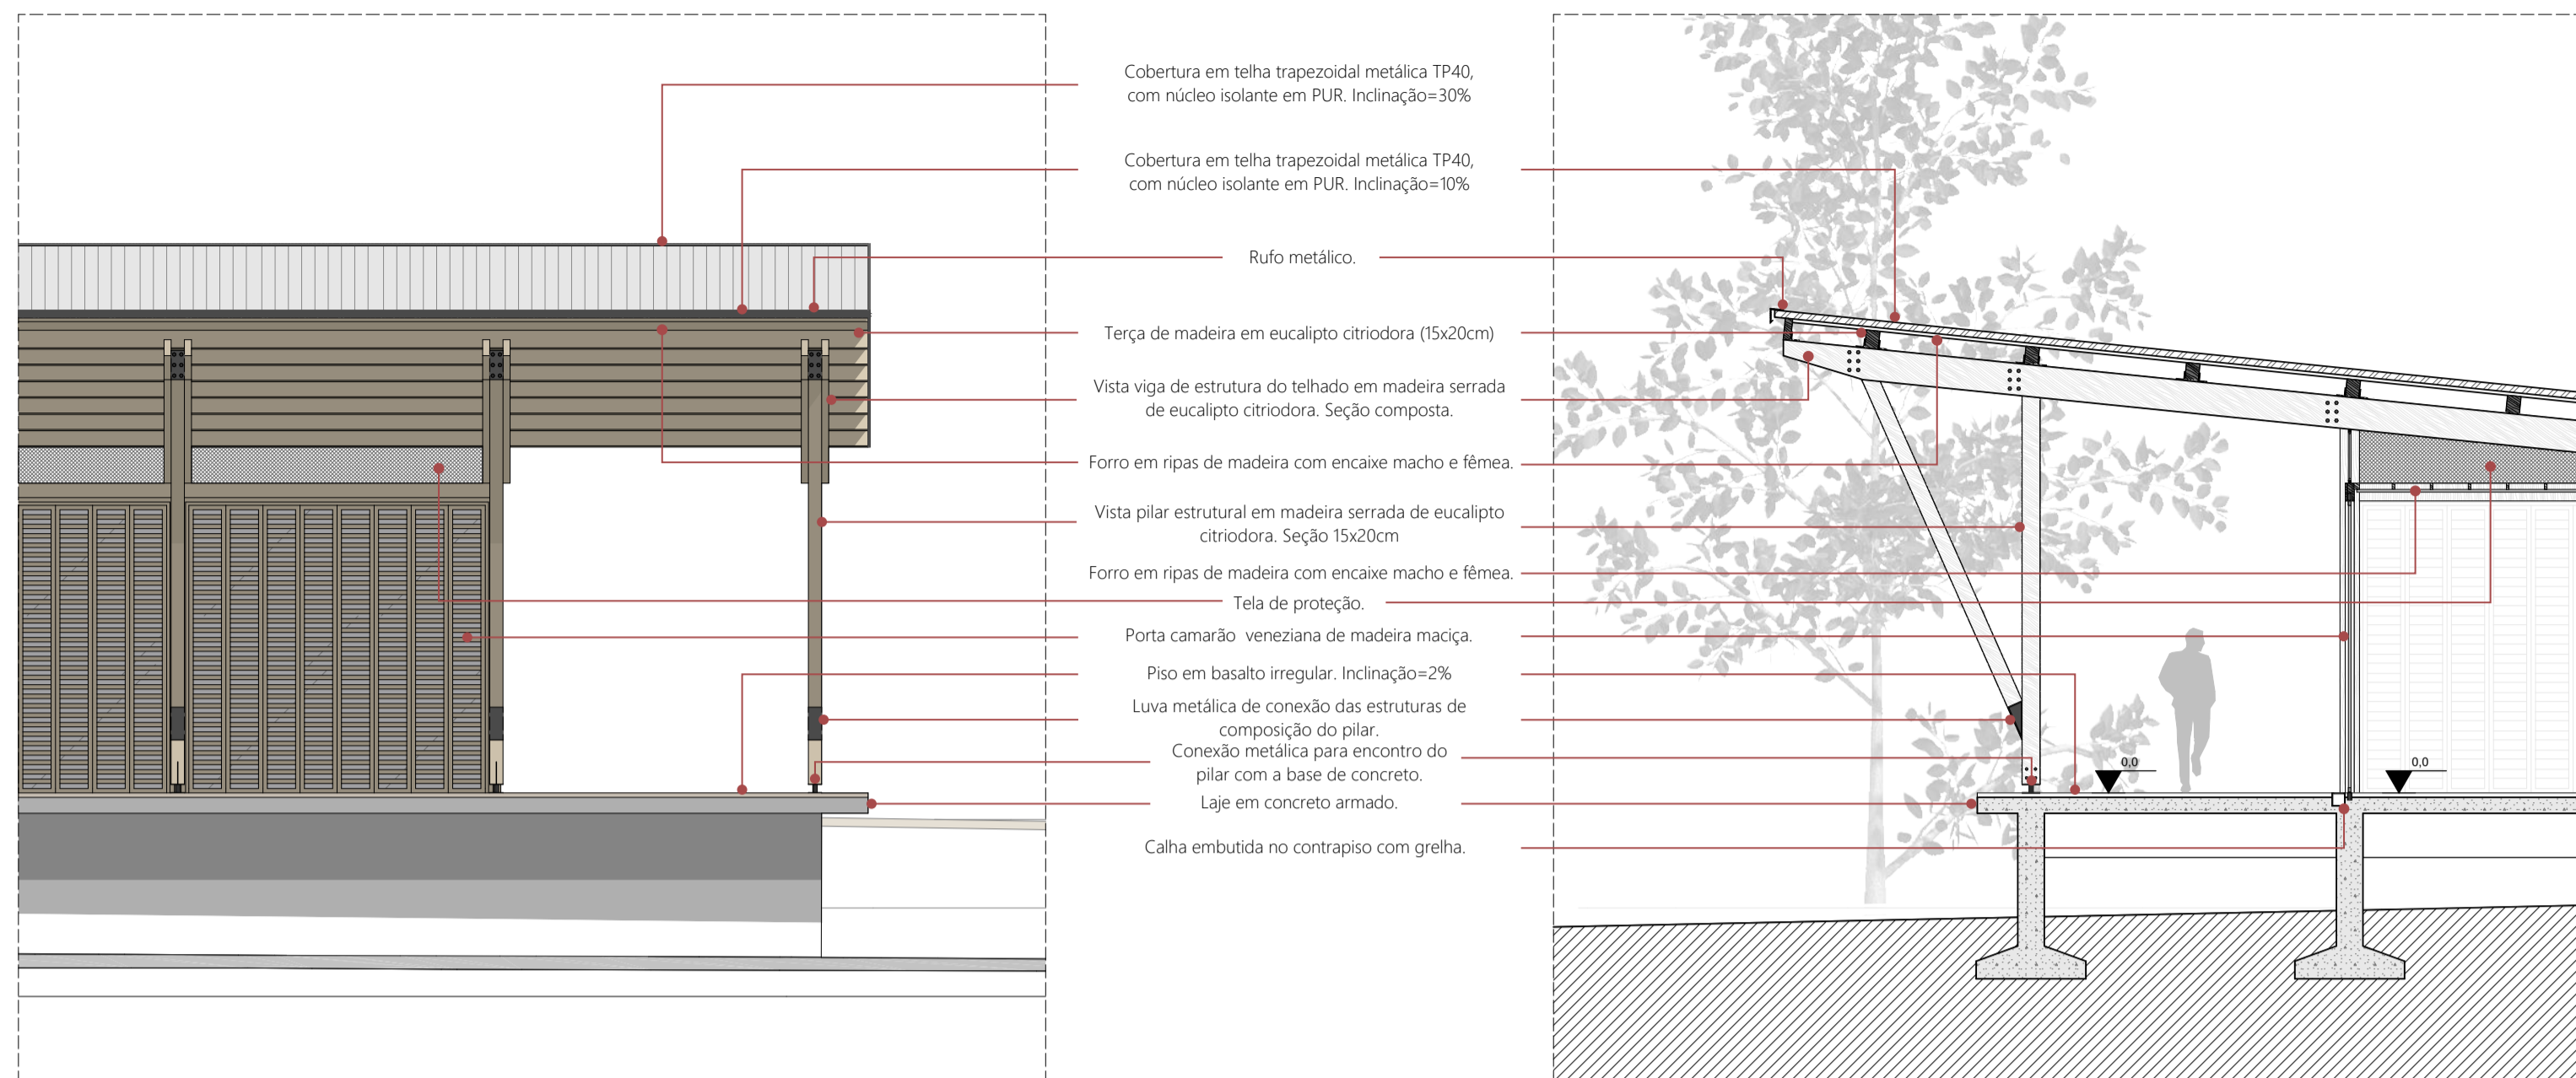 Cobertura em telha trapezoidal metálica TP40,
com núcleo isolante em PUR. Inclinação=30%
Cobertura em telha trapezoidal metálica TP40,
com núcleo isolante em PUR. Inclinação=10%
Rufo metálico.
Terça de madeira em eucalipto citriodora (15x20cm)
Vista viga de estrutura do telhado em madeira serrada
de eucalipto citriodora. Seção composta.
Forro em ripas de madeira com encaixe macho e fêmea.
Vista pilar estrutural em madeira serrada de eucalipto
citriodora. Seção 15x20cm
Forro em ripas de madeira com encaixe macho e fêmea.
Tela de proteção.
Porta camarão  veneziana de madeira maciça.
Piso em basalto irregular. Inclinação=2%
Luva metálica de conexão das estruturas de
composição do pilar.
Conexão metálica para encontro do
pilar com a base de concreto.
Laje em concreto armado.
Calha embutida no contrapiso com grelha.
0,0
0,0